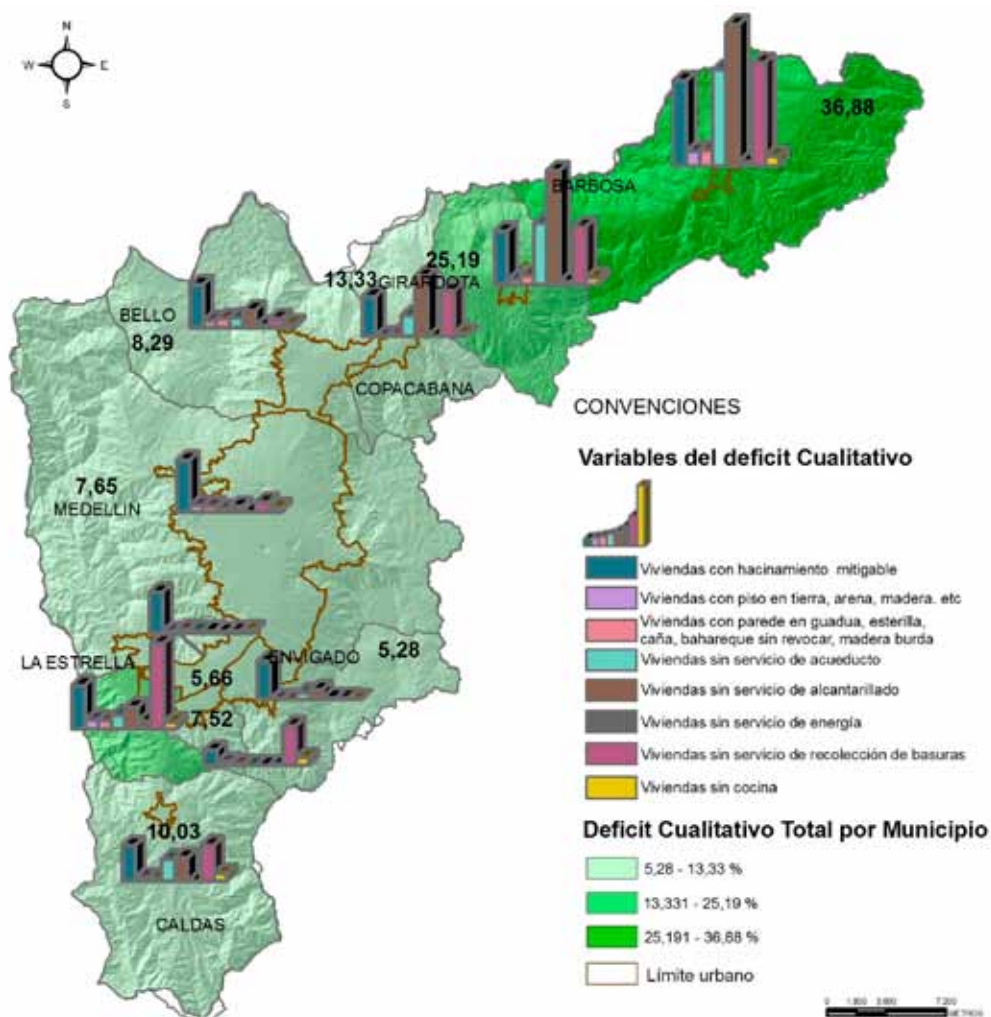 N
W E
S
36,88
BARBOSA
25,19
13,33
GIRARDOTA
BELLO
8,29
COPACABANA
7,65
MEDELLIN
LA ESTRELLA
ENVIGADO
5,28
5,66
7,52
10,03
CALDAS
CONVENCIONES
Variables del deficit Cualitativo
Viviendas con hacinamiento mitigable
Viviendas con piso en tierra, arena, madera. etc
Viviendas con parede en guadua, esterilla,
caña, bahareque sin revocar, madera burda
Viviendas sin servicio de acueducto
Viviendas sin servicio de alcantarillado
Viviendas sin servicio de energía
Viviendas sin servicio de recolección de basuras
Viviendas sin cocina
Deficit Cualitativo Total por Municipio
5,28 - 13,33 %
13,331 - 25,19 %
25,191 - 36,88 %
Límite urbano
0
METROS